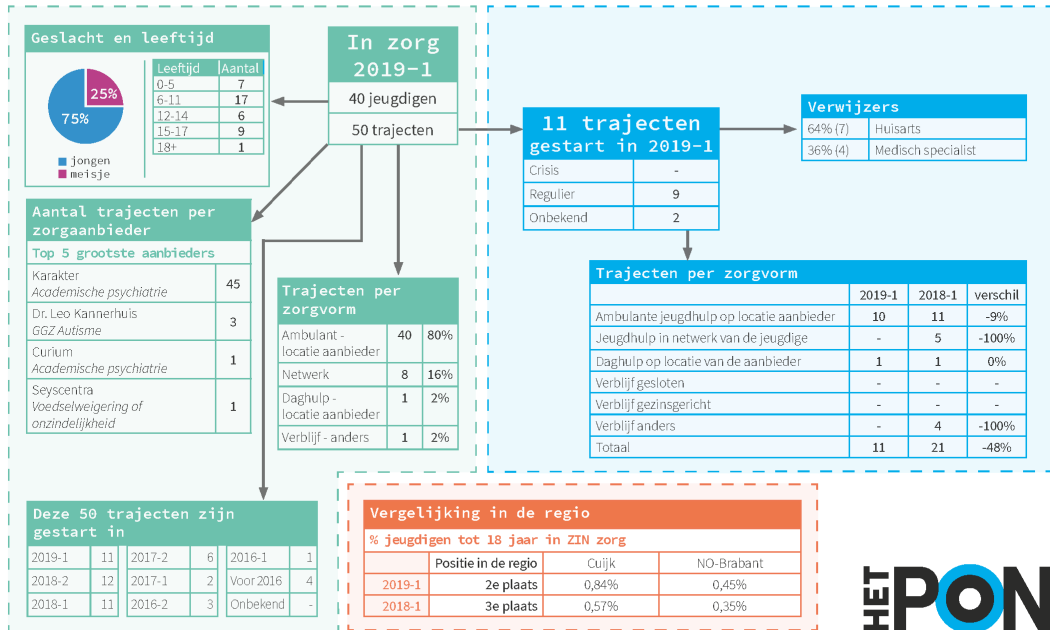 Geslacht en leeftijd
25%
75%
jongen
meisje
Leeftijd Aantal
0-5 7
6-11 17
12-14 6
15-17 9
18+ 1
In zorg
2019-1
40 jeugdigen
50 trajecten
11 trajecten
gestart in 2019-1
Crisis -
Regulier 9
Onbekend 2
Verwijzers
64% (7) Huisarts
36% (4) Medisch specialist
Aantal trajecten per
zorgaanbieder
Top 5 grootste aanbieders
Karakter
Academische psychiatrie 45
Dr. Leo Kannerhuis
GGZ Autisme 3
Curium
Academische psychiatrie 1
Seyscentra
Voedselweigering of
onzindelijkheid 1
Trajecten per
zorgvorm
Ambulant -
locatie aanbieder 40 80%
Netwerk 8 16%
Daghulp -
locatie aanbieder 1 2%
Verblijf - anders 1 2%
Trajecten per zorgvorm
2019-1 2018-1 verschil
Ambulante jeugdhulp op locatie aanbieder 10 11 -9%
Jeugdhulp in netwerk van de jeugdige - 5 -100%
Daghulp op locatie van de aanbieder 1 1 0%
Verblijf gesloten - - -
Verblijf gezinsgericht - - -
Verblijf anders - 4 -100%
Totaal 11 21 -48%
Deze 50 trajecten zijn
gestart in
2019-1 11 2017-2 6 2016-1 1
2018-2 12 2017-1 2 Voor 2016 4
2018-1 11 2016-2 3 Onbekend -
Vergelijking in de regio
% jeugdigen tot 18 jaar in ZIN zorg
Positie in de regio Cuijk NO-Brabant
2019-1 2e plaats 0,84% 0,45%
2018-1 3e plaats 0,57% 0,35%
HET PON